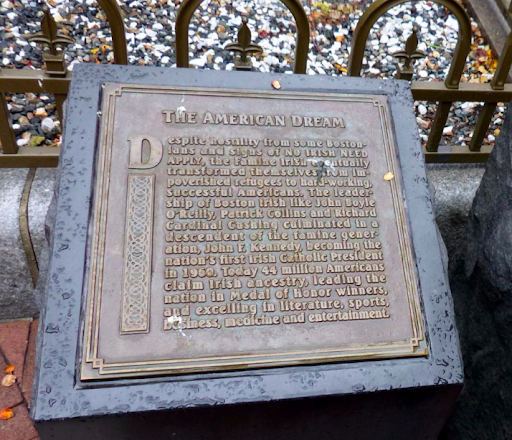 THE AMERICAN DREAM
Despite hostility from some Boston-
ians, and signs of NO IRISH NEED
APPLY, the Famine Irish eventually
transformed themselves from im-
poverished refugees to hard-working,
successful Americans. The leader-
ship of Boston Irish like John Boyle
O'Reilly, Patrick Collins and Richard
Cardinal Cushing culminated in a
descendent of the famine gener-
ation, John F. Kennedy, becoming the
nation's first Irish Catholic President
in 1960. Today 44 million Americans
claim Irish ancestry, leading the
nation in Medal of Honor winners,
and excelling in literature, sports,
business, medicine and entertainment.